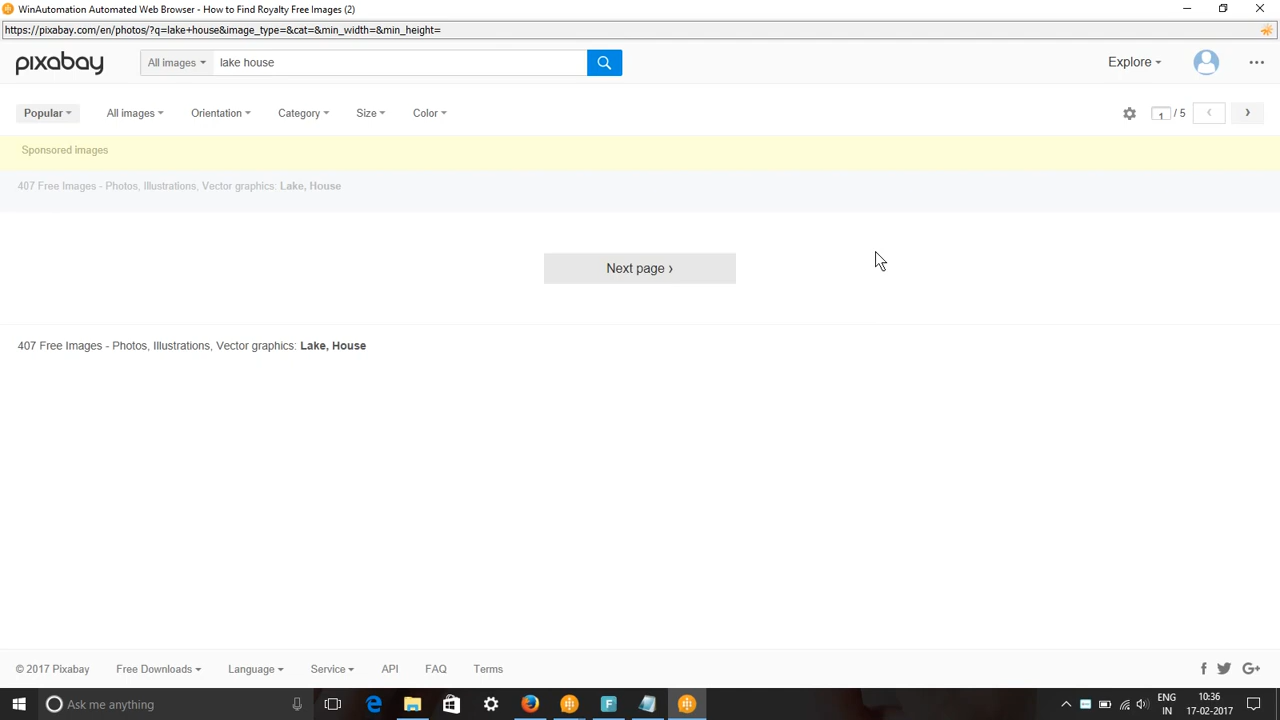 WinAutomation Automated Web Browser - How to Find Royalty Free Images (2)
https://pixabay.com/en/photos/?q=lake+house&image_type=&cat=&min_width=&min_height=
pixabay All images lake house Explore
Popular All images Orientation Category Size Color 1 / 5
Sponsored images
407 Free Images - Photos, Illustrations, Vector graphics: Lake, House
Next page ›
407 Free Images - Photos, Illustrations, Vector graphics: Lake, House
© 2017 Pixabay Free Downloads Language Service API FAQ Terms
Ask me anything
ENG 10:36
IN 17-02-2017